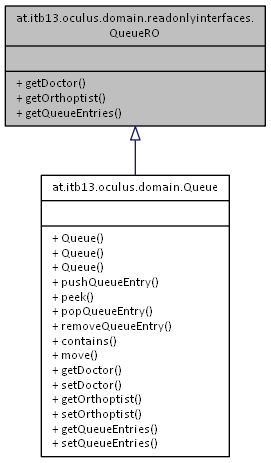 at.itb13.oculus.domain.readonlyinterfaces.
QueueRO
+ getDoctor()
+ getOrthoptist()
+ getQueueEntries()
at.itb13.oculus.domain.Queue
+ Queue()
+ Queue()
+ Queue()
+ pushQueueEntry()
+ peek()
+ popQueueEntry()
+ removeQueueEntry()
+ contains()
+ move()
+ getDoctor()
+ setDoctor()
+ getOrthoptist()
+ setOrthoptist()
+ getQueueEntries()
+ setQueueEntries()